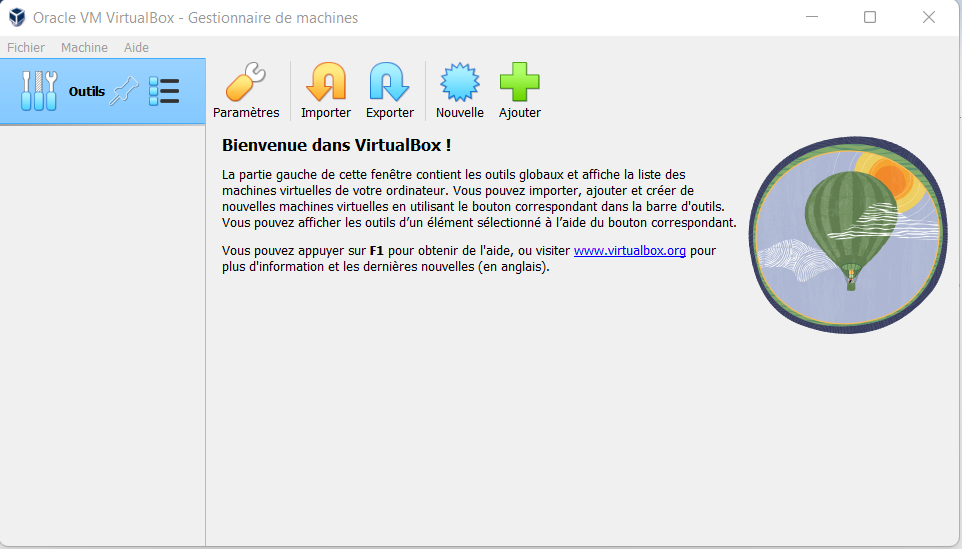 Oracle VM VirtualBox - Gestionnaire de machines
Fichier Machine Aide
Outils
Paramètres Importer Exporter Nouvelle Ajouter
Bienvenue dans VirtualBox !
La partie gauche de cette fenêtre contient les outils globaux et affiche la liste des
machines virtuelles de votre ordinateur. Vous pouvez importer, ajouter et créer de
nouvelles machines virtuelles en utilisant le bouton correspondant dans la barre d'outils.
Vous pouvez afficher les outils d’un élément sélectionné à l’aide du bouton correspondant.
Vous pouvez appuyer sur F1 pour obtenir de l'aide, ou visiter www.virtualbox.org pour
plus d'information et les dernières nouvelles (en anglais).